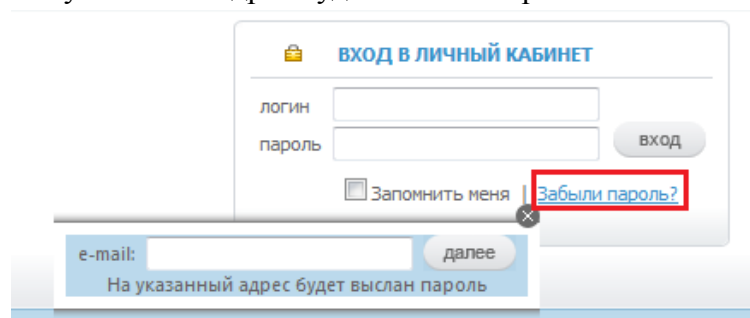 ВХОД В ЛИЧНЫЙ КАБИНЕТ
логин
пароль
вход
Запомнить меня | Забыли пароль?
e-mail:
далее
На указанный адрес будет выслан пароль